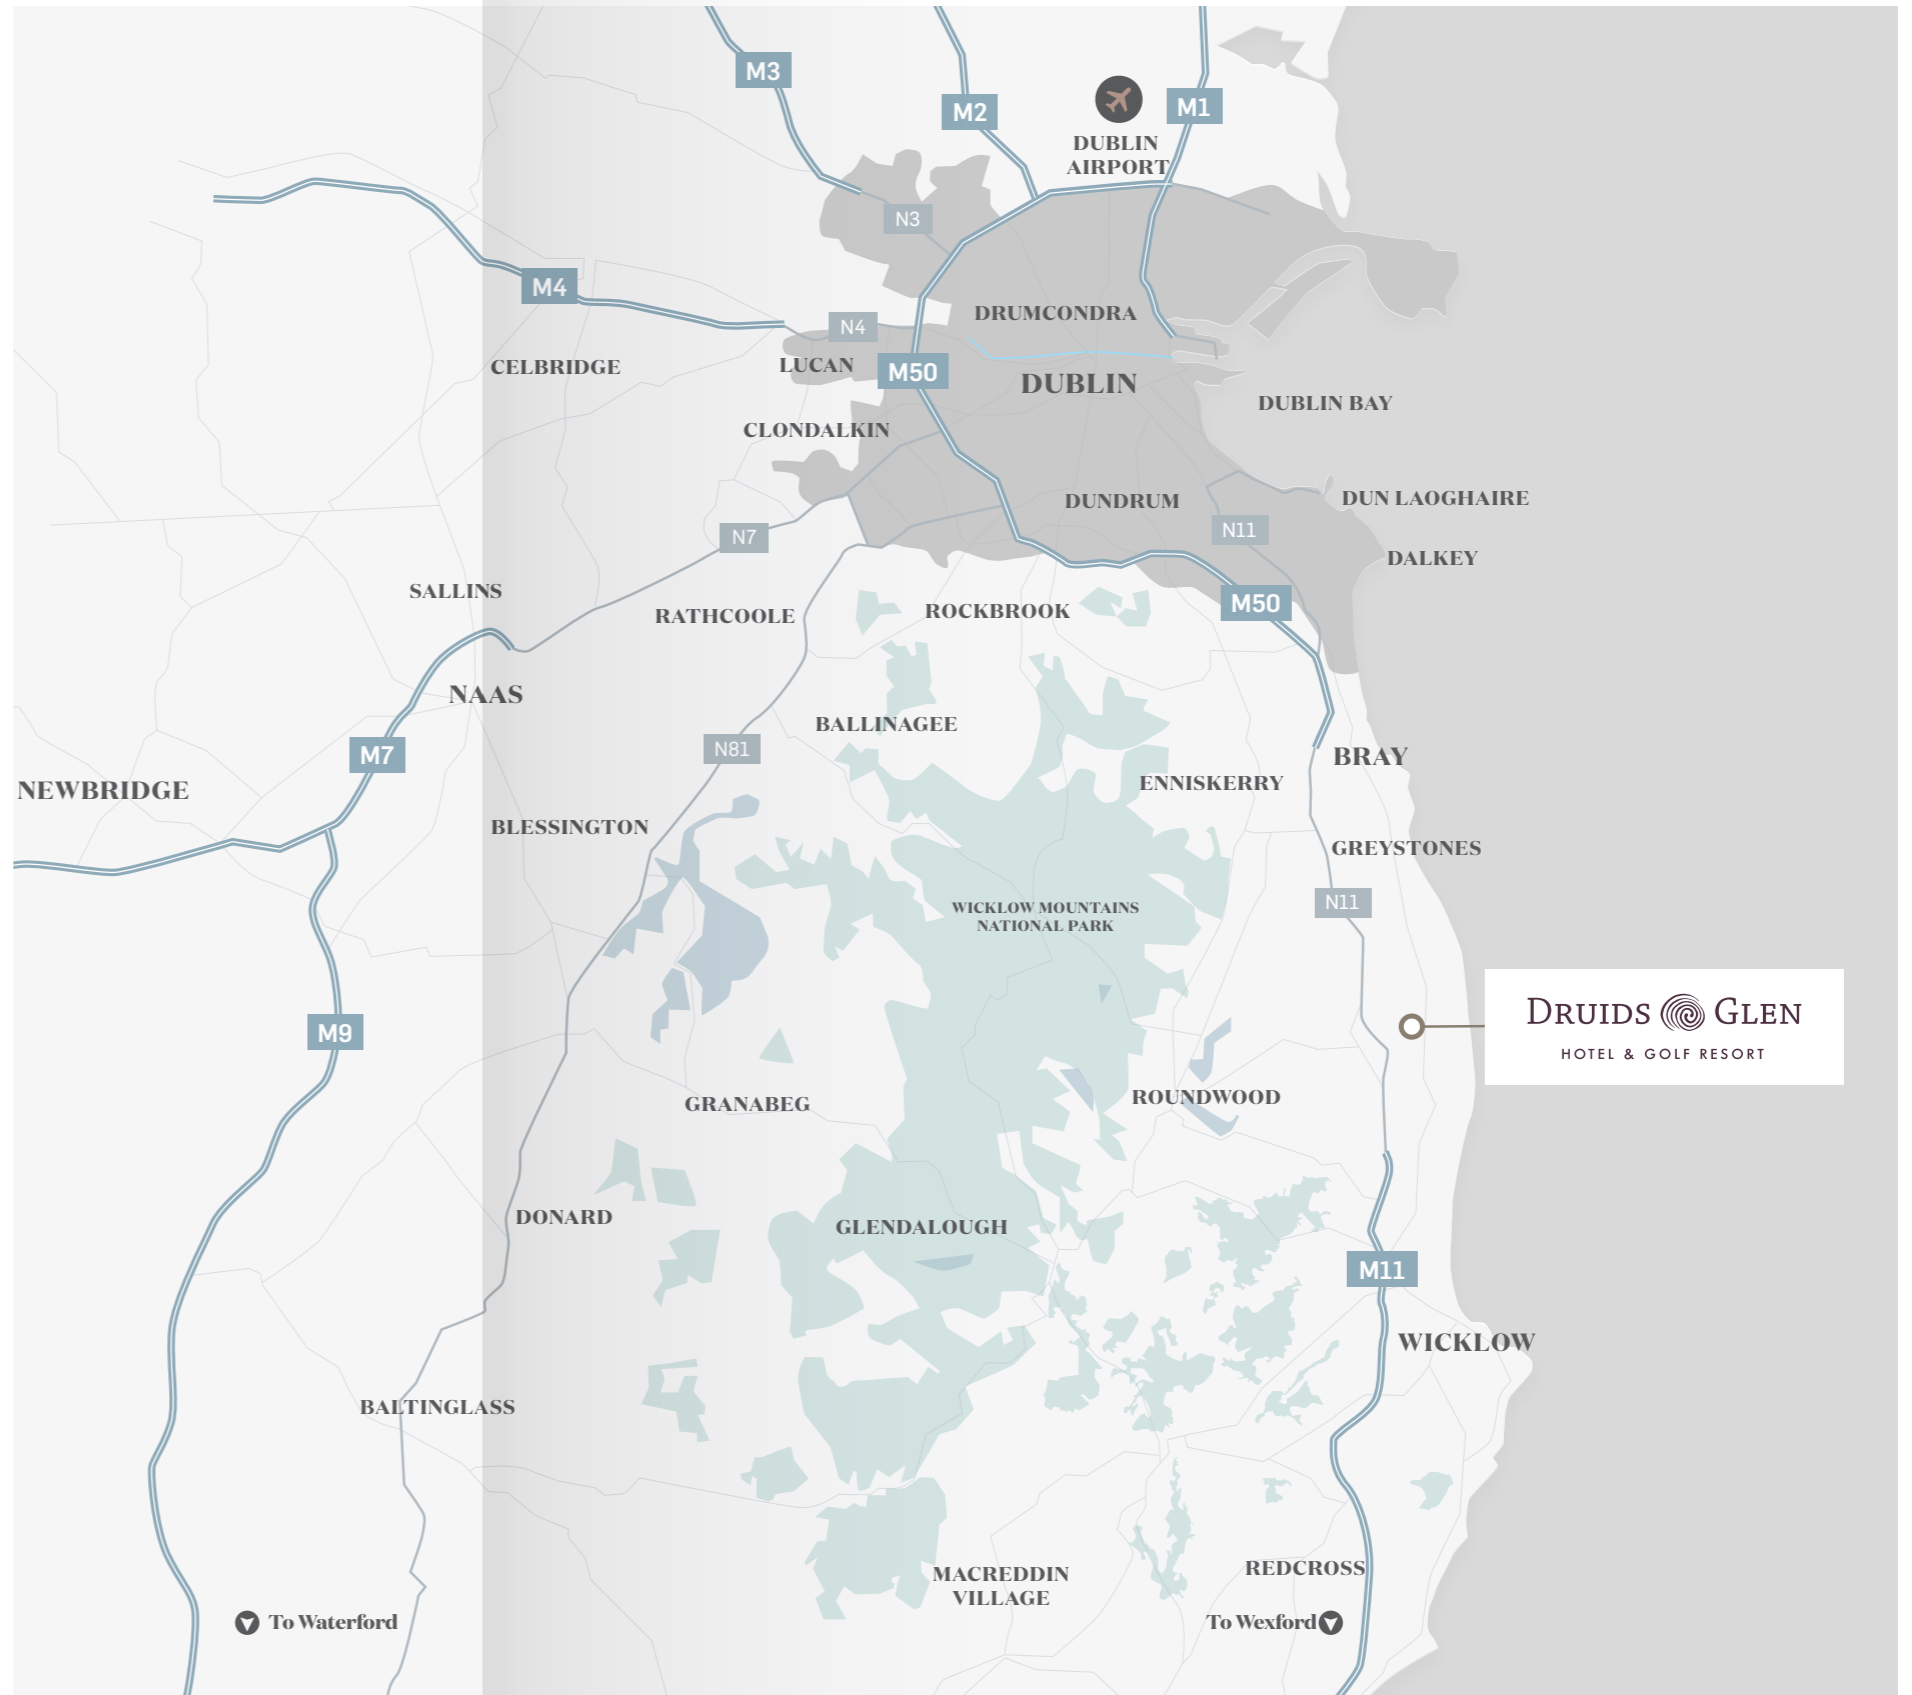 M3
M2
M1
DUBLIN
AIRPORT
N3
M4
DRUMCONDRA
N4
CELBRIDGE
LUCAN
M50
DUBLIN
DUBLIN BAY
CLONDALKIN
DUNDRUM
DUN LAOGHAIRE
N11
N7
DALKEY
SALLINS
M50
RATHCOOLE
ROCKBROOK
NAAS
BALLINAGEE
N81
M7
BRAY
ENNISKERRY
NEWBRIDGE
BLESSINGTON
GREYSTONES
N11
WICKLOW MOUNTAINS
NATIONAL PARK
DRUIDS GLEN
HOTEL & GOLF RESORT
M9
ROUNDWOOD
GRANABEG
DONARD
GLENDALOUGH
M11
WICKLOW
BALTINGLASS
REDCROSS
MACREDDIN
VILLAGE
To Waterford
To Wexford